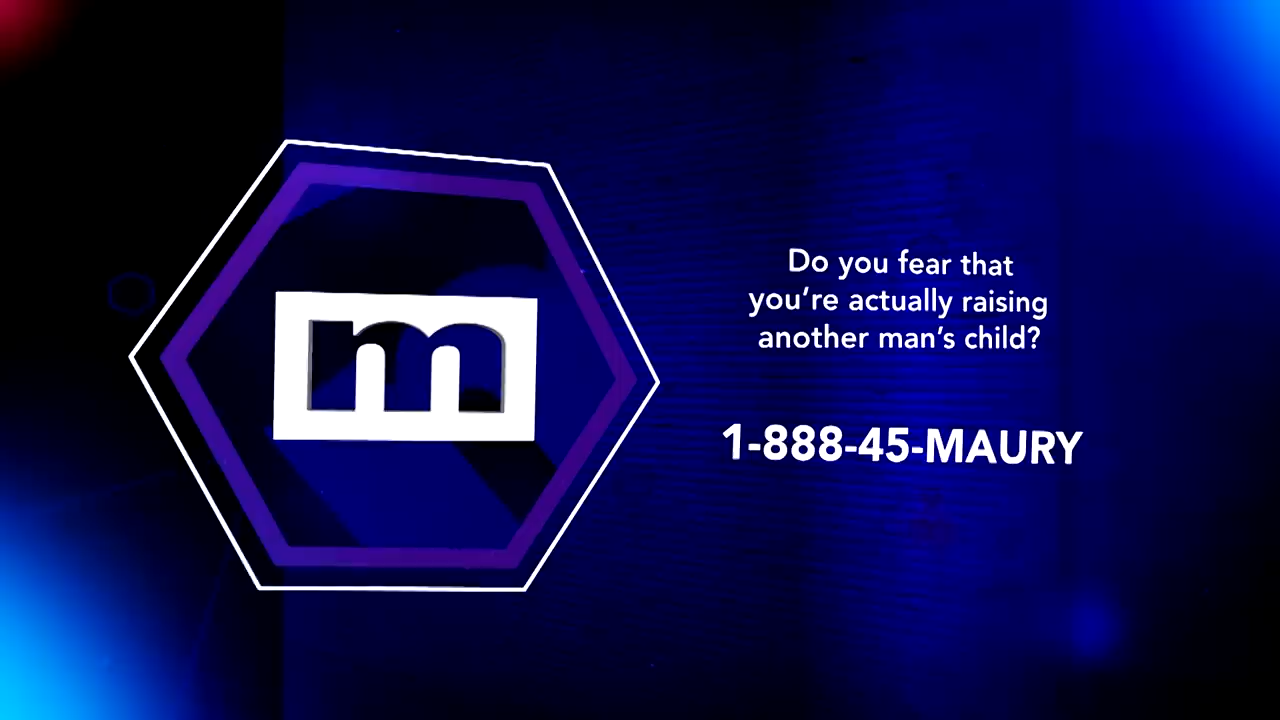 m
Do you fear that
you're actually raising
another man's child?
1-888-45-MAURY